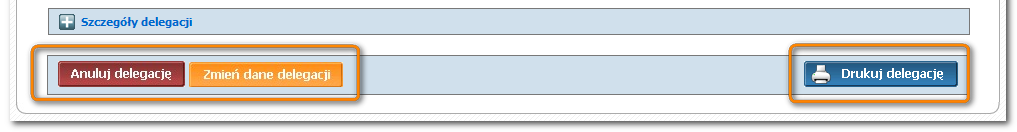 Szczegóły delegacji
Anuluj delegację Zmień dane delegacji Drukuj delegację